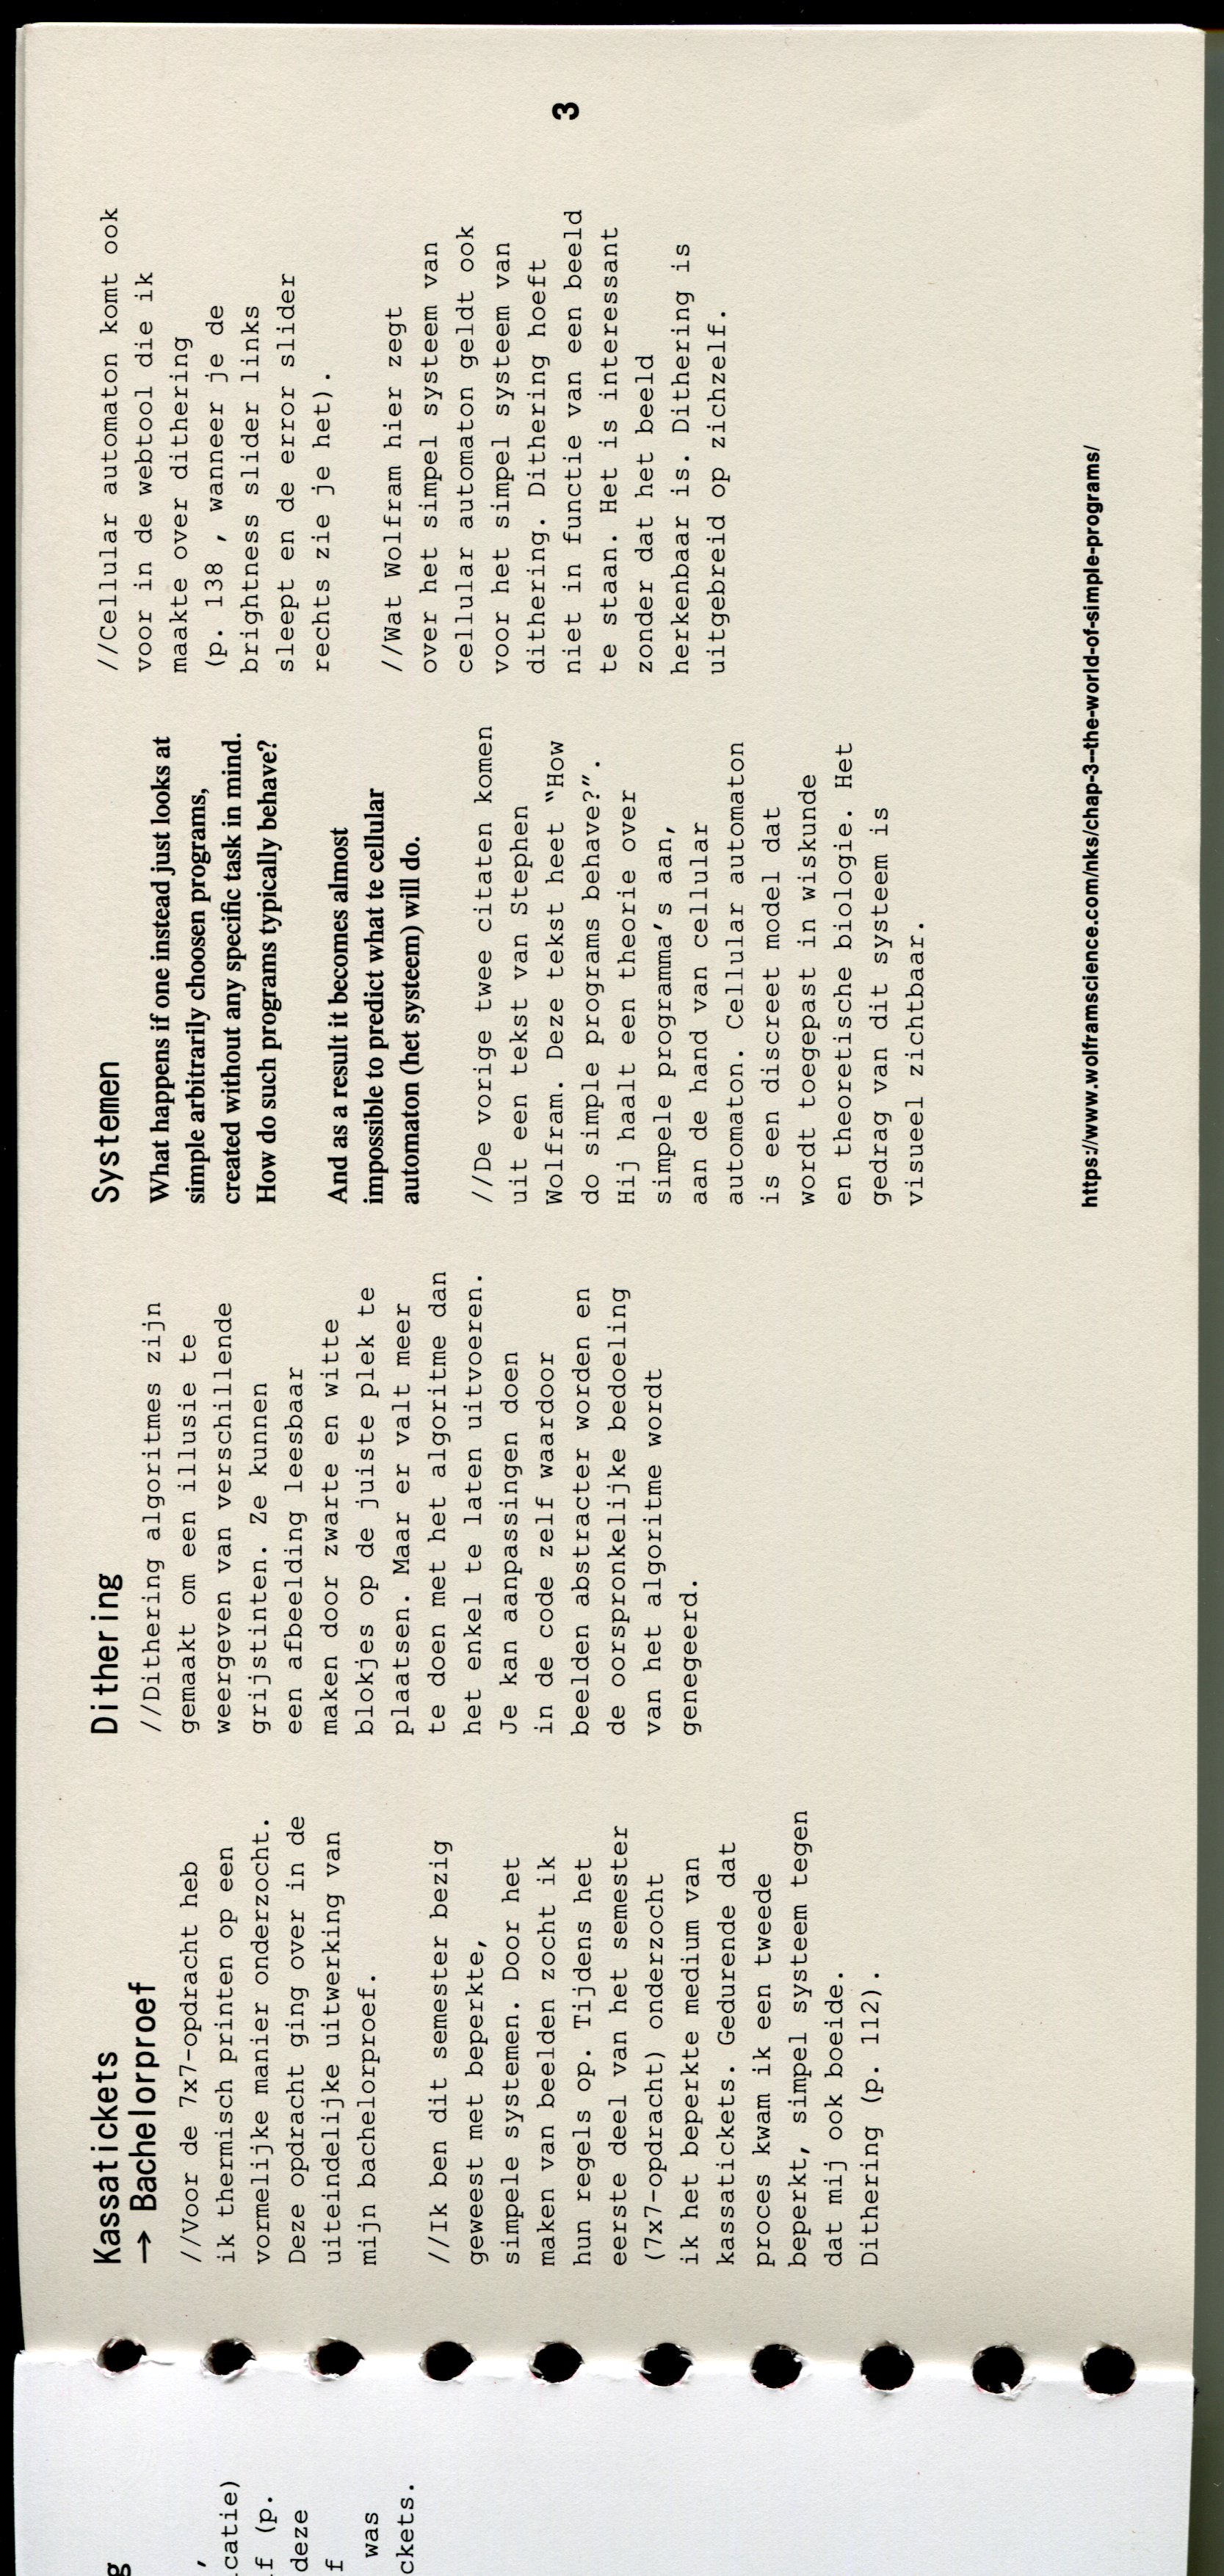 g
,
catie)
f (p.
deze
f
was
ckets.
Kassatickets
→ Bachelorproef
//Voor de 7x7-opdracht heb
ik thermisch printen op een
vormelijke manier onderzocht.
Deze opdracht ging over in de
uiteindelijke uitwerking van
mijn bachelorproef.
//Ik ben dit semester bezig
geweest met beperkte,
simpele systemen. Door het
maken van beelden zocht ik
hun regels op. Tijdens het
eerste deel van het semester
(7x7-opdracht) onderzocht
ik het beperkte medium van
kassatickets. Gedurende dat
proces kwam ik een tweede
beperkt, simpel systeem tegen
dat mij ook boeide.
Dithering (p. 112).
Dithering
//Dithering algoritmes zijn
gemaakt om een illusie te
weergeven van verschillende
grijstinten. Ze kunnen
een afbeelding leesbaar
maken door zwarte en witte
blokjes op de juiste plek te
plaatsen. Maar er valt meer
te doen met het algoritme dan
het enkel te laten uitvoeren.
Je kan aanpassingen doen
in de code zelf waardoor
beelden abstracter worden en
de oorspronkelijke bedoeling
van het algoritme wordt
genegeerd.
Systemen
What happens if one instead just looks at
simple arbitrarily choosen programs,
created without any specific task in mind.
How do such programs typically behave?
And as a result it becomes almost
impossible to predict what te cellular
automaton (het systeem) will do.
//De vorige twee citaten komen
uit een tekst van Stephen
Wolfram. Deze tekst heet "How
do simple programs behave?".
Hij haalt een theorie over
simpele programma's aan,
aan de hand van cellular
automaton. Cellular automaton
is een discreet model dat
wordt toegepast in wiskunde
en theoretische biologie. Het
gedrag van dit systeem is
visueel zichtbaar.
//Cellular automaton komt ook
voor in de webtool die ik
maakte over dithering
(p. 138 , wanneer je de
brightness slider links
sleept en de error slider
rechts zie je het).
//Wat Wolfram hier zegt
over het simpel systeem van
cellular automaton geldt ook
voor het simpel systeem van
dithering. Dithering hoeft
niet in functie van een beeld
te staan. Het is interessant
zonder dat het beeld
herkenbaar is. Dithering is
uitgebreid op zichzelf.
3
https://www.wolframscience.com/nks/chap-3--the-world-of-simple-programs/